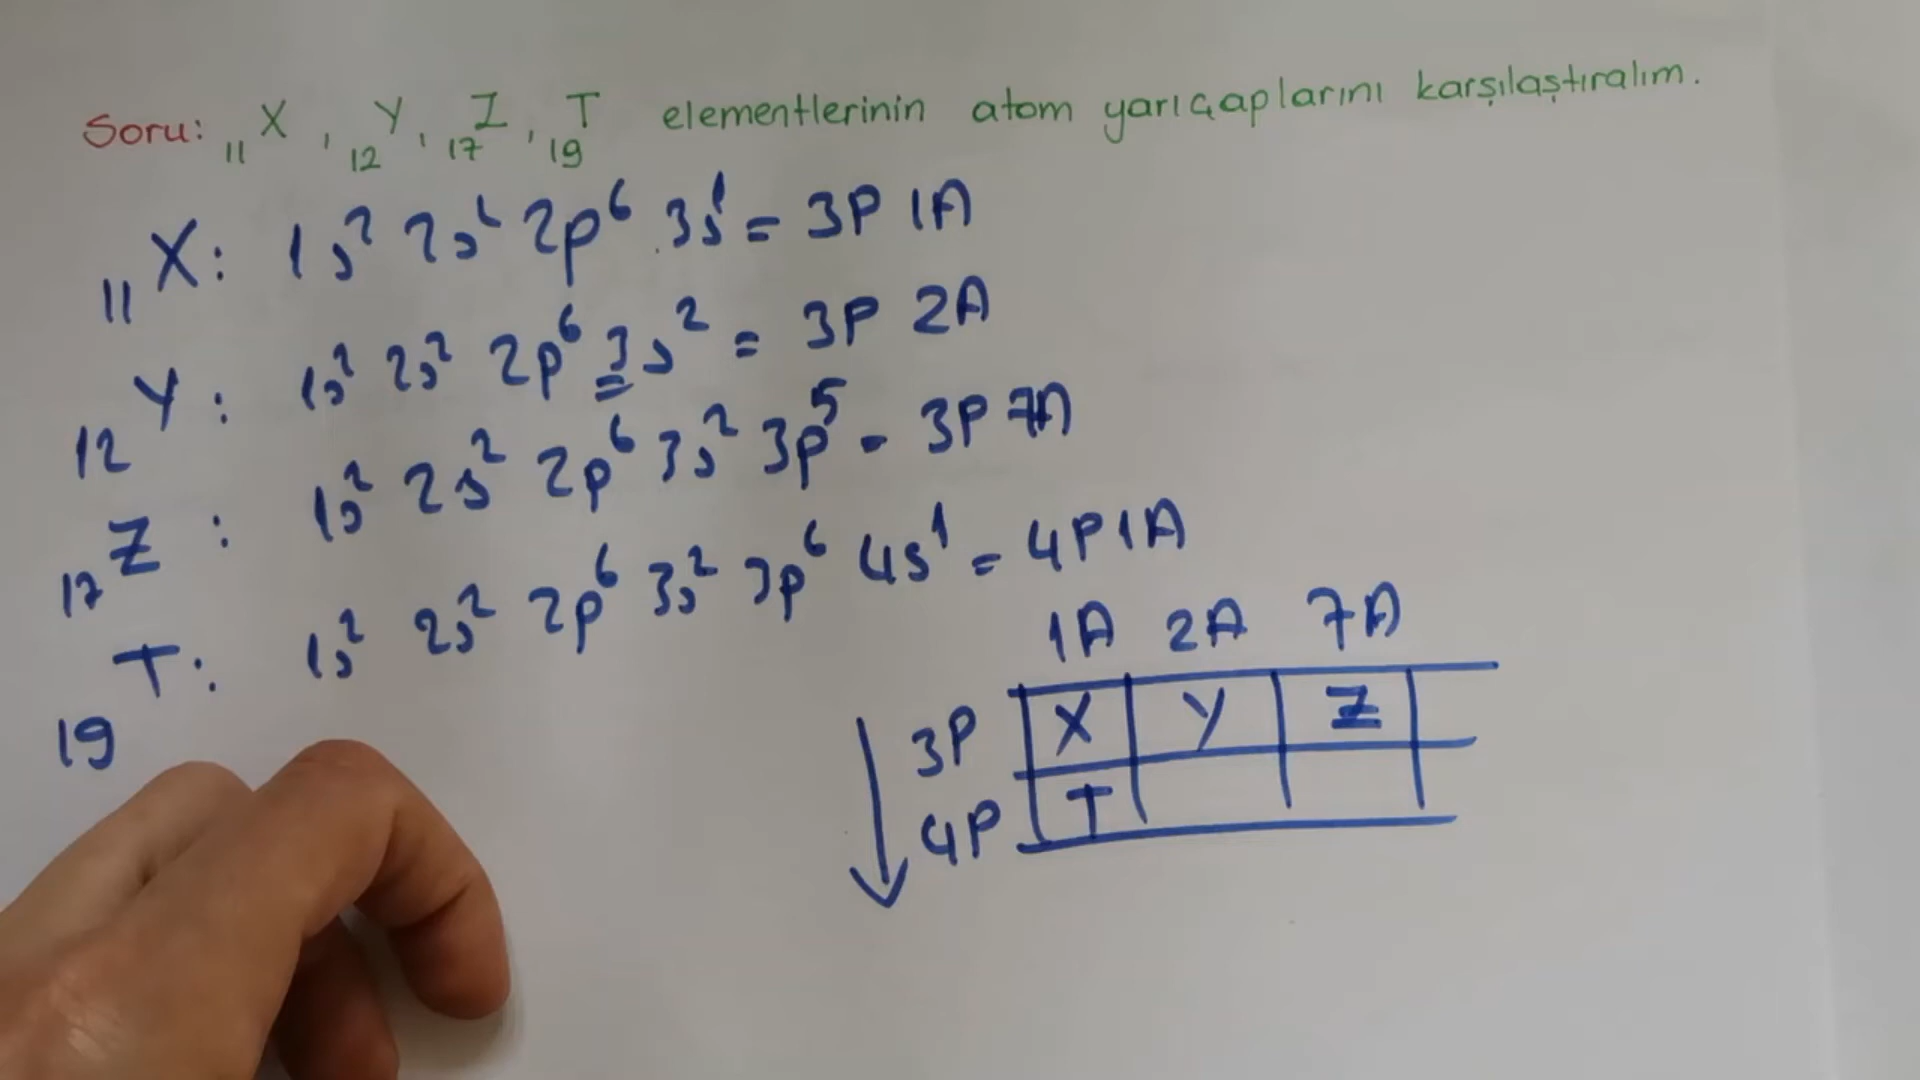 Soru: ₁₁X, ₁₂Y, ₁₇Z, ₁₉T elementlerinin atom yarıçaplarını karşılaştıralım.
₁₁X: 1s² 2s² 2p⁶ 3s¹ = 3P 1A
₁₂Y: 1s² 2s² 2p⁶ 3s² = 3P 2A
₁₇Z: 1s² 2s² 2p⁶ 3s² 3p⁵ = 3P 7A
₁₉T: 1s² 2s² 2p⁶ 3s² 3p⁶ 4s¹ = 4P 1A
1A 2A 7A
3P X Y Z
4P T